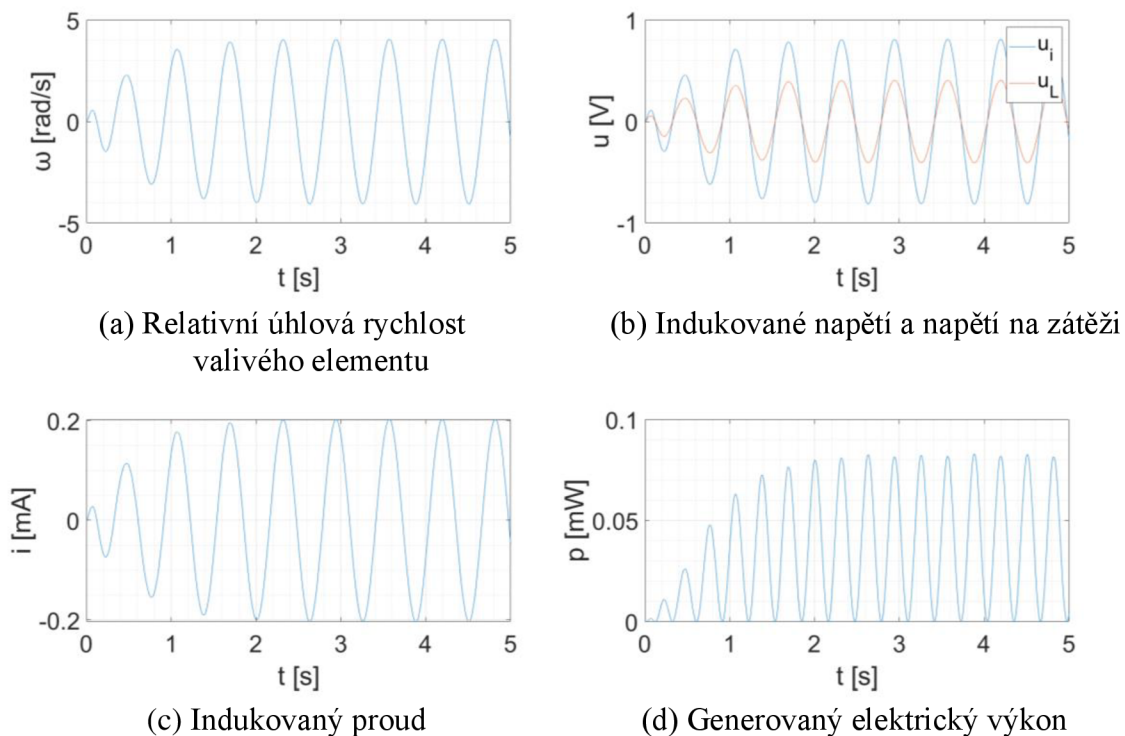 5
0
-5
ω [rad/s]
0 1 2 3 4 5
t [s]
(a) Relativní úhlová rychlost
valivého elementu
1
0
-1
u [V]
u_i
u_L
0 1 2 3 4 5
t [s]
(b) Indukované napětí a napětí na zátěži
0.2
0
-0.2
i [mA]
0 1 2 3 4 5
t [s]
(c) Indukovaný proud
0.1
0.05
0
p [mW]
0 1 2 3 4 5
t [s]
(d) Generovaný elektrický výkon